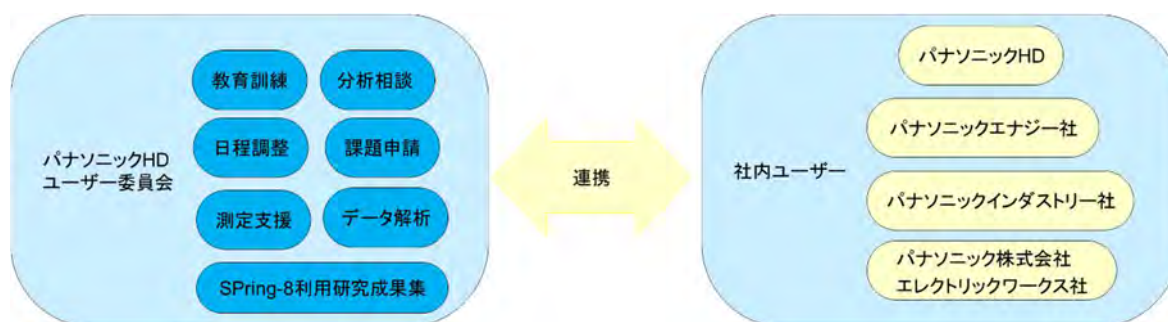 パナソニックHD
ユーザー委員会
教育訓練
分析相談
日程調整
課題申請
測定支援
データ解析
SPring-8利用研究成果集
連携
社内ユーザー
パナソニックHD
パナソニックエナジー社
パナソニックインダストリー社
パナソニック株式会社
エレクトリックワークス社